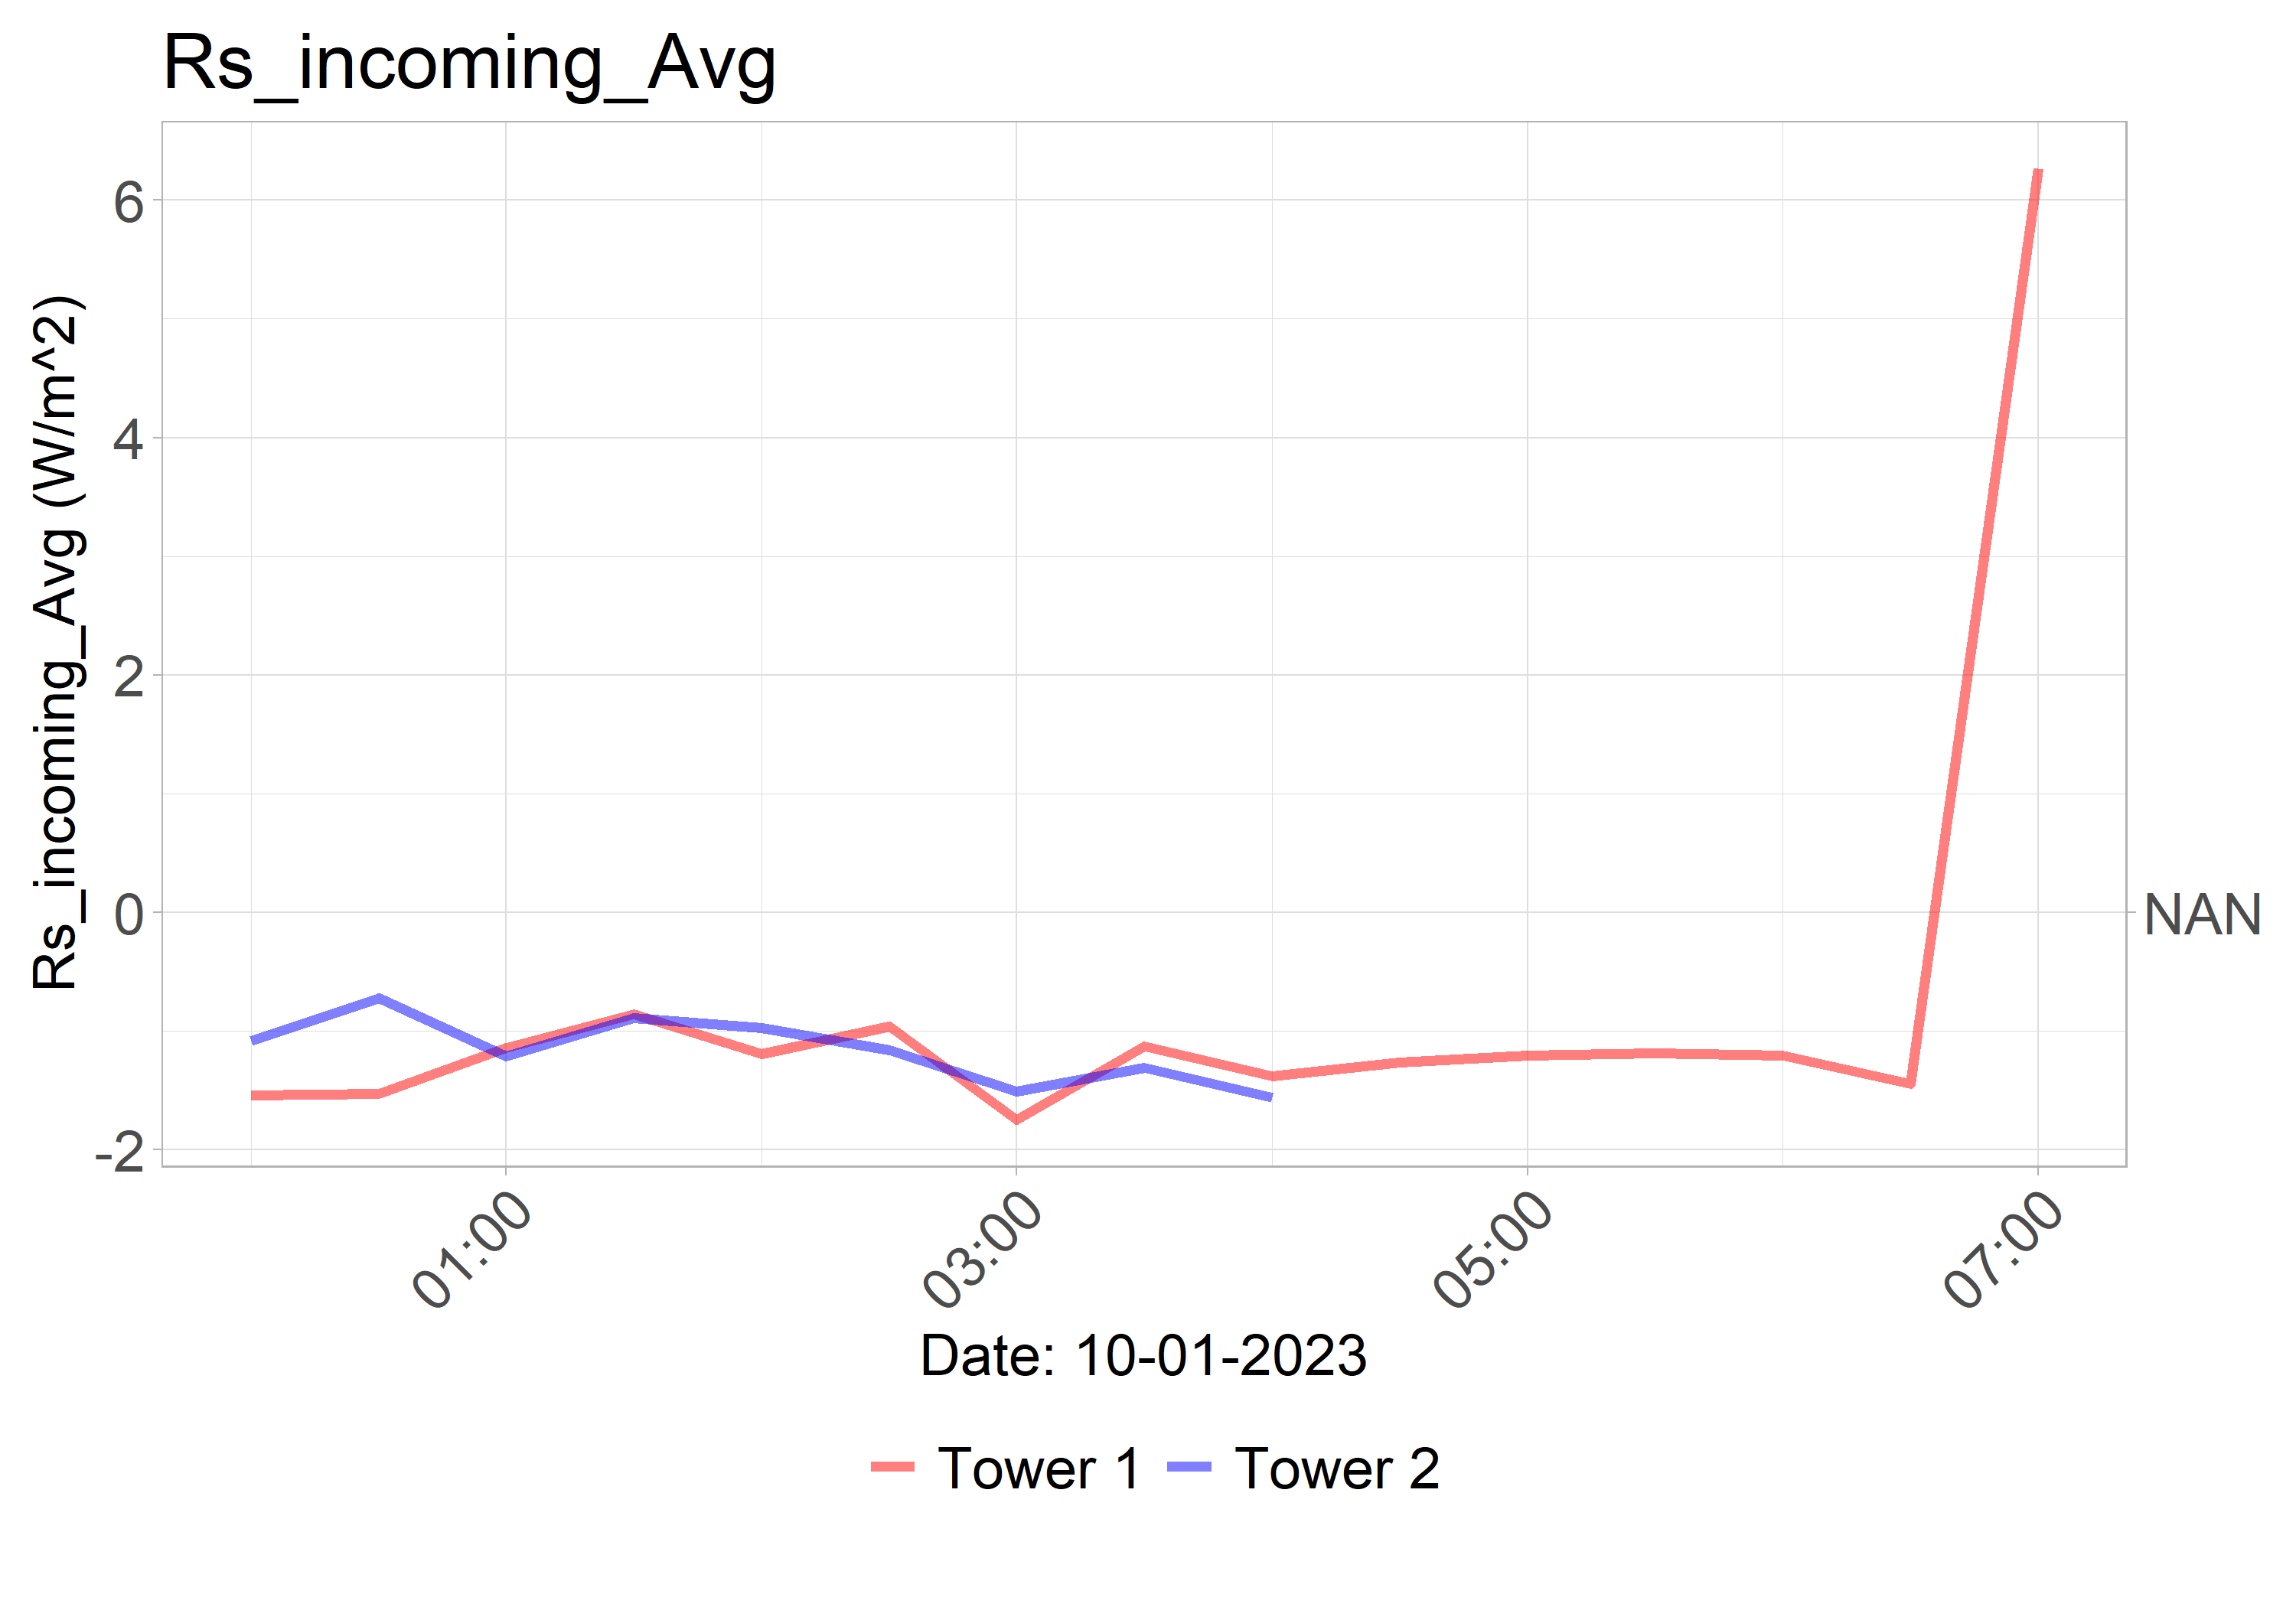 Rs_incoming_Avg
Rs_incoming_Avg (W/m^2)
6
4
2
0
-2
NAN
01:00
03:00
05:00
07:00
Date: 10-01-2023
Tower 1
Tower 2